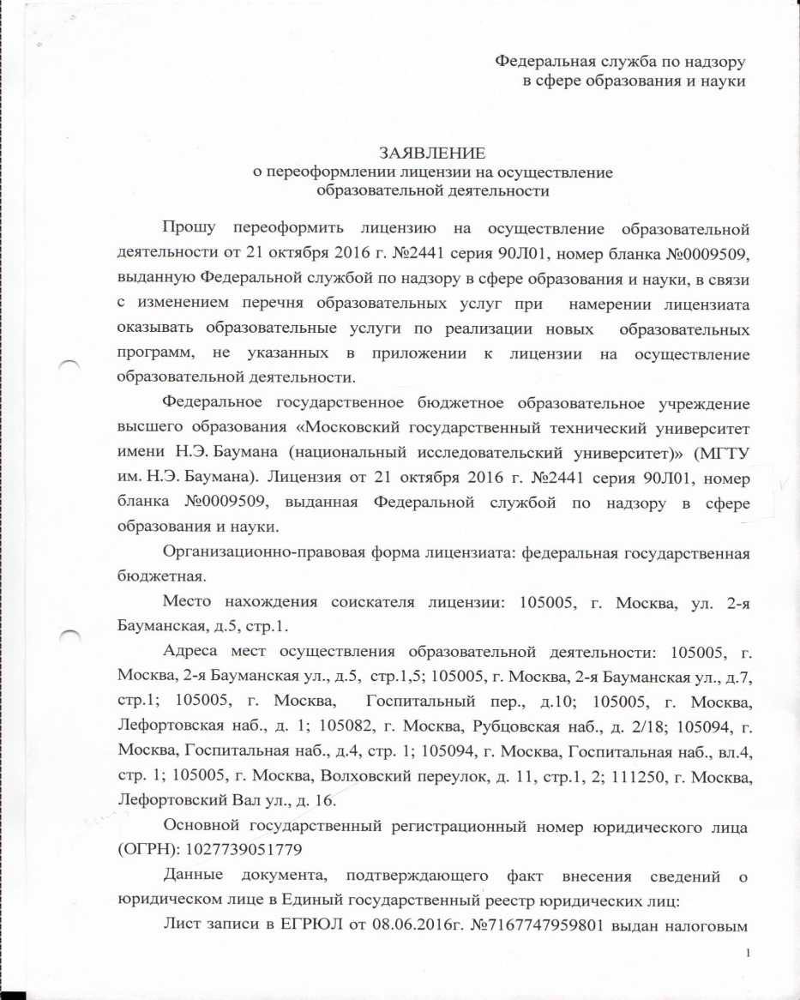 Федеральная служба по надзору
в сфере образования и науки
ЗАЯВЛЕНИЕ
о переоформлении лицензии на осуществление
образовательной деятельности
Прошу переоформить лицензию на осуществление образовательной
деятельности от 21 октября 2016 г. №2441 серия 90Л01, номер бланка №0009509,
выданную Федеральной службой по надзору в сфере образования и науки, в связи
с изменением перечня образовательных услуг при намерении лицензиата
оказывать образовательные услуги по реализации новых образовательных
программ, не указанных в приложении к лицензии на осуществление
образовательной деятельности.
Федеральное государственное бюджетное образовательное учреждение
высшего образования «Московский государственный технический университет
имени Н.Э. Баумана (национальный исследовательский университет)» (МГТУ
им. Н.Э. Баумана). Лицензия от 21 октября 2016 г. №2441 серия 90Л01, номер
бланка №0009509, выданная Федеральной службой по надзору в сфере
образования и науки.
Организационно-правовая форма лицензиата: федеральная государственная
бюджетная.
Место нахождения соискателя лицензии: 105005, г. Москва, ул. 2-я
Бауманская, д.5, стр.1.
Адреса мест осуществления образовательной деятельности: 105005, г.
Москва, 2-я Бауманская ул., д.5, стр.1,5; 105005, г. Москва, 2-я Бауманская ул., д.7,
стр.1; 105005, г. Москва, Госпитальный пер., д.10; 105005, г. Москва,
Лефортовская наб., д. 1; 105082, г. Москва, Рубцовская наб., д. 2/18; 105094, г.
Москва, Госпитальная наб., д.4, стр. 1; 105094, г. Москва, Госпитальная наб., вл.4,
стр. 1; 105005, г. Москва, Волховский переулок, д. 11, стр.1, 2; 111250, г. Москва,
Лефортовский Вал ул., д. 16.
Основной государственный регистрационный номер юридического лица
(ОГРН): 1027739051779
Данные документа, подтверждающего факт внесения сведений о
юридическом лице в Единый государственный реестр юридических лиц:
Лист записи в ЕГРЮЛ от 08.06.2016г. №7167747959801 выдан налоговым
1